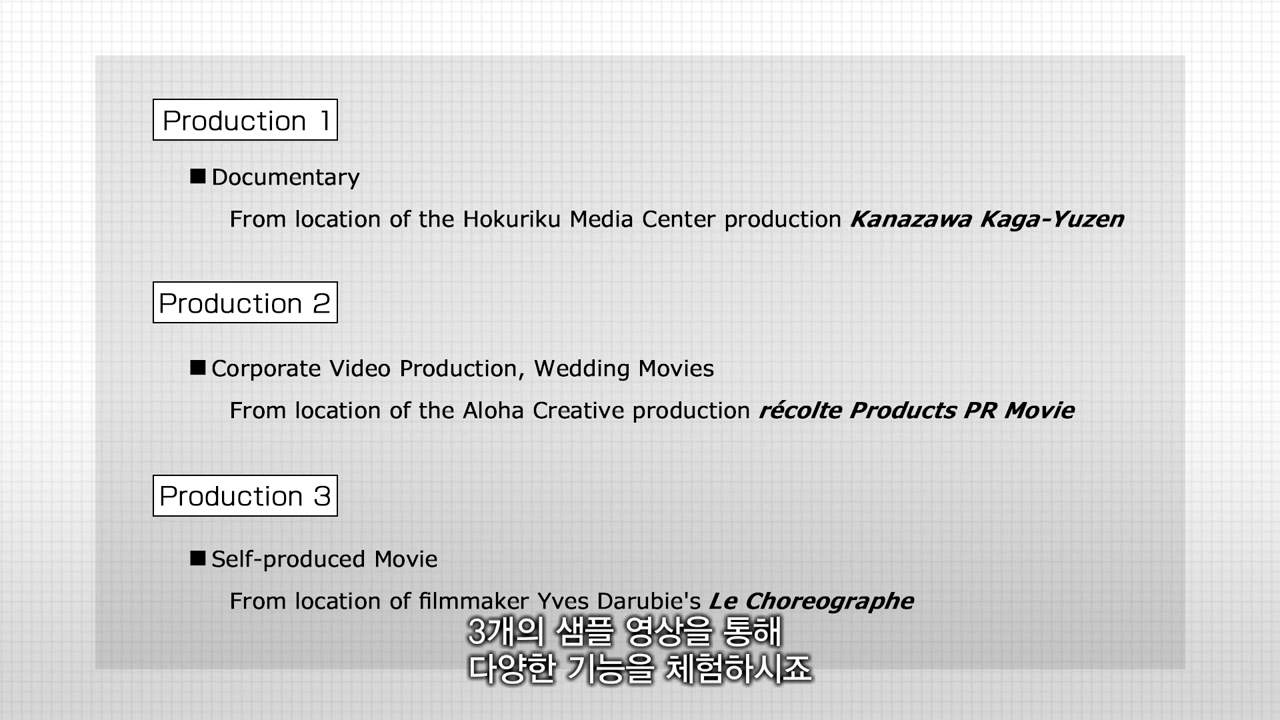 Production 1
■ Documentary
From location of the Hokuriku Media Center production Kanazawa Kaga-Yuzen
Production 2
■ Corporate Video Production, Wedding Movies
From location of the Aloha Creative production récolte Products PR Movie
Production 3
■ Self-produced Movie
From location of filmmaker Yves Darubie's Le Choreographe
3개의 샘플 영상을 통해
다양한 기능을 체험하시죠